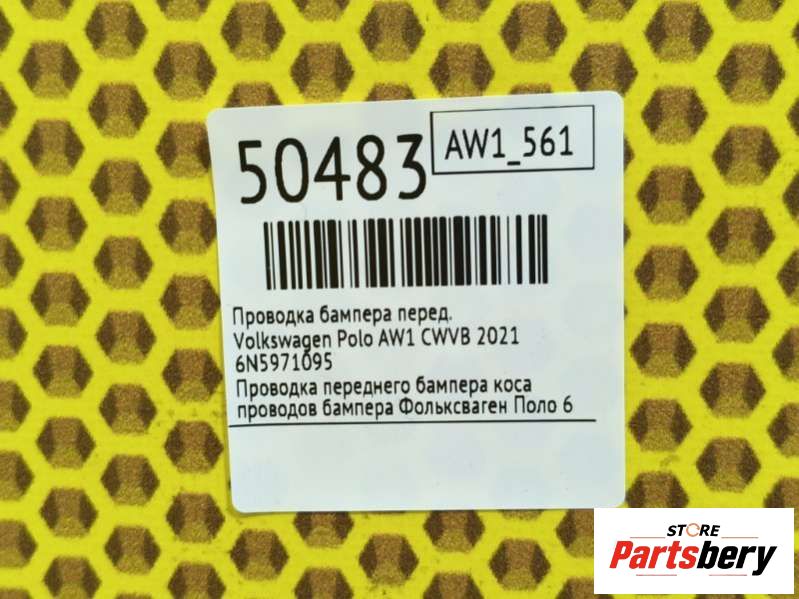 50483
AW1_561
Проводка бампера перед.
Volkswagen Polo AW1 CWVB 2021
6N5971095
Проводка переднего бампера коса
проводов бампера Фольксваген Поло 6
STORE
Partsbery